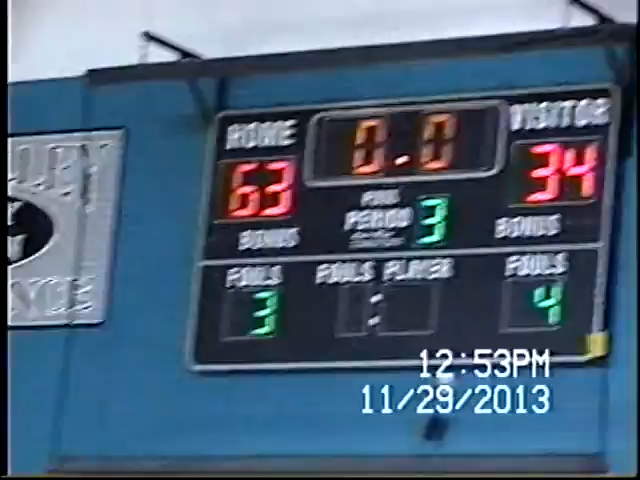 HOME
0.0
VISITOR
63
34
PERIOD
3
BONUS
BONUS
FOULS
FOULS PLAYER
FOULS
3
:
4
12:53PM
11/29/2013